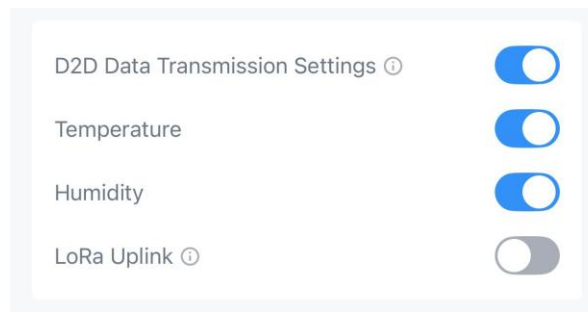 D2D Data Transmission Settings
Temperature
Humidity
LoRa Uplink